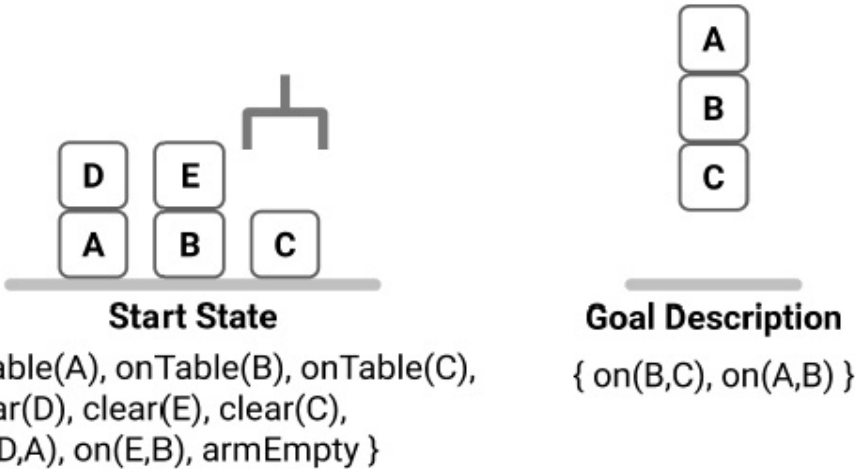 A
D E B
C
A B C
Start State Goal Description
able(A), onTable(B), onTable(C),
{ on(B,C), on(A,B) }
ar(D), clear(E), clear(C),
D,A), on(E,B), armEmpty }